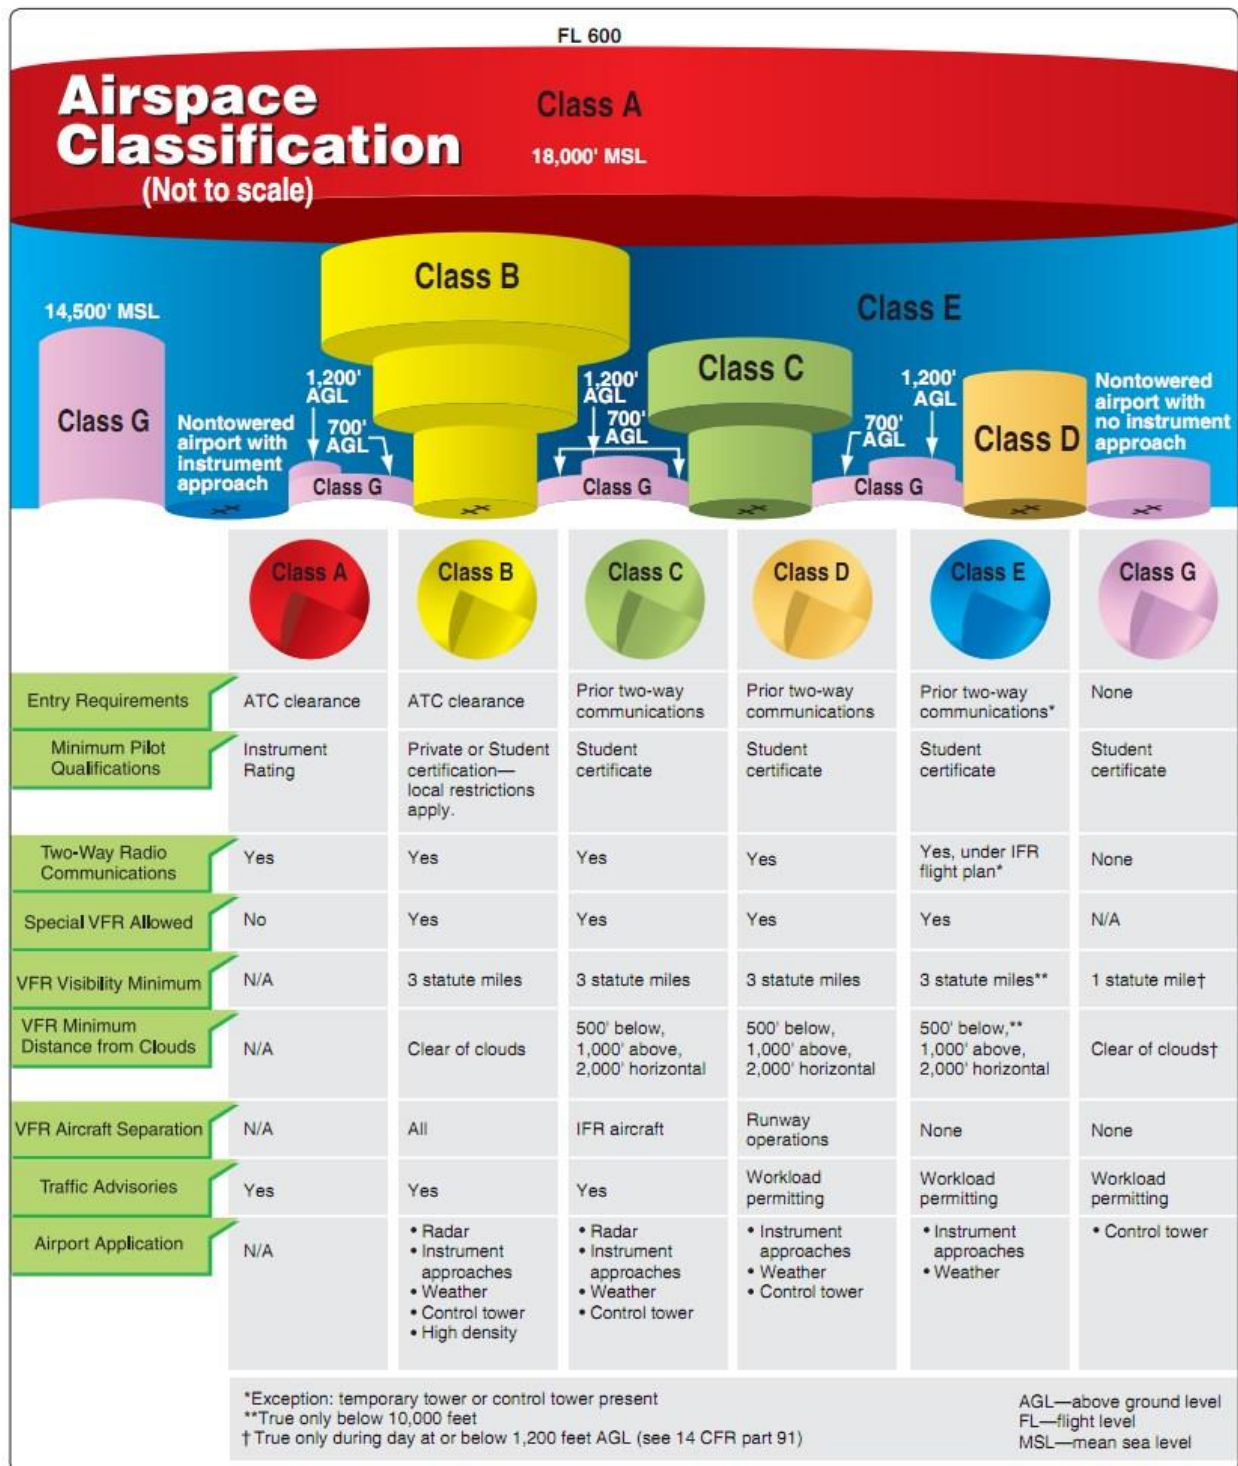 FL 600
Airspace
Classification
(Not to scale)
Class A
18,000' MSL
Class B
Class E
14,500' MSL
Class G
Nontowered
airport with
instrument
approach
1,200'
AGL
700'
AGL
Class G
1,200'
AGL
700'
AGL
Class G
Class C
1,200'
AGL
700'
AGL
Class G
Class D
Nontowered
airport with
no instrument
approach
Class A
Class B
Class C
Class D
Class E
Class G
Entry Requirements
ATC clearance
ATC clearance
Prior two-way
communications
Prior two-way
communications
Prior two-way
communications*
None
Minimum Pilot
Qualifications
Instrument
Rating
Private or Student
certification—
local restrictions
apply.
Student
certificate
Student
certificate
Student
certificate
Student
certificate
Two-Way Radio
Communications
Yes
Yes
Yes
Yes
Yes, under IFR
flight plan*
None
Special VFR Allowed
No
Yes
Yes
Yes
Yes
N/A
VFR Visibility Minimum
N/A
3 statute miles
3 statute miles
3 statute miles
3 statute miles**
1 statute mile†
VFR Minimum
Distance from Clouds
N/A
Clear of clouds
500' below,
1,000' above,
2,000' horizontal
500' below,
1,000' above,
2,000' horizontal
500' below,**
1,000' above,
2,000' horizontal
Clear of clouds†
VFR Aircraft Separation
N/A
All
IFR aircraft
Runway
operations
None
None
Traffic Advisories
Yes
Yes
Yes
Workload
permitting
Workload
permitting
Workload
permitting
Airport Application
N/A
• Radar
• Instrument
approaches
• Weather
• Control tower
• High density
• Radar
• Instrument
approaches
• Weather
• Control tower
• Instrument
approaches
• Weather
• Control tower
• Instrument
approaches
• Weather
• Control tower
*Exception: temporary tower or control tower present
**True only below 10,000 feet
† True only during day at or below 1,200 feet AGL (see 14 CFR part 91)
AGL—above ground level
FL—flight level
MSL—mean sea level